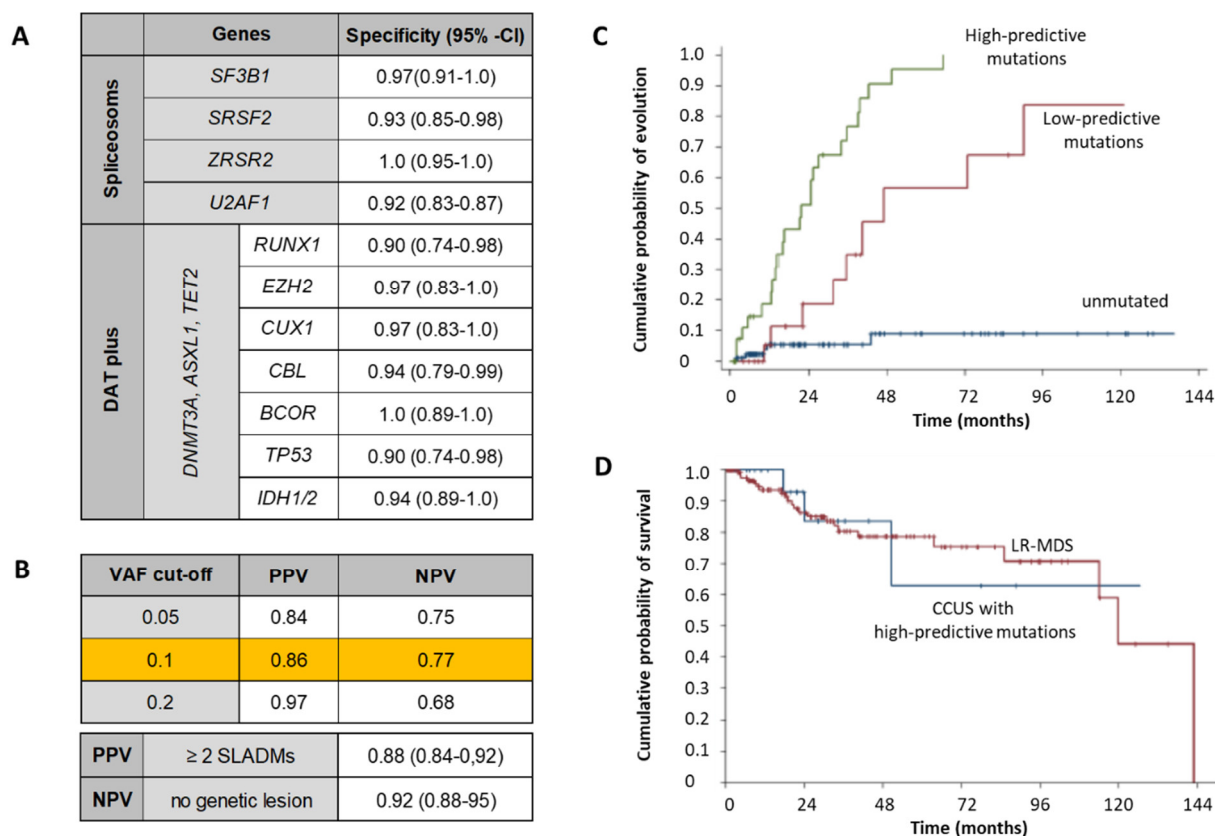 A
Genes Specificity (95% -CI)
Spliceosoms
SF3B1 0.97(0.91-1.0)
SRSF2 0.93 (0.85-0.98)
ZRSR2 1.0 (0.95-1.0)
U2AF1 0.92 (0.83-0.87)
DAT plus
DNMT3A, ASXL1, TET2
RUNX1 0.90 (0.74-0.98)
EZH2 0.97 (0.83-1.0)
CUX1 0.97 (0.83-1.0)
CBL 0.94 (0.79-0.99)
BCOR 1.0 (0.89-1.0)
TP53 0.90 (0.74-0.98)
IDH1/2 0.94 (0.89-1.0)
B
VAF cut-off PPV NPV
0.05 0.84 0.75
0.1 0.86 0.77
0.2 0.97 0.68
PPV ≥ 2 SLADMs 0.88 (0.84-0,92)
NPV no genetic lesion 0.92 (0.88-95)
C
Cumulative probability of evolution
1.0
0.9
0.8
0.7
0.6
0.5
0.4
0.3
0.2
0.1
0
High-predictive
mutations
Low-predictive
mutations
unmutated
0 24 48 72 96 120 144
Time (months)
D
Cumulative probability of survival
1.0
0.9
0.8
0.7
0.6
0.5
0.4
0.3
0.2
0.1
0
LR-MDS
CCUS with
high-predictive mutations
0 24 48 72 96 120 144
Time (months)